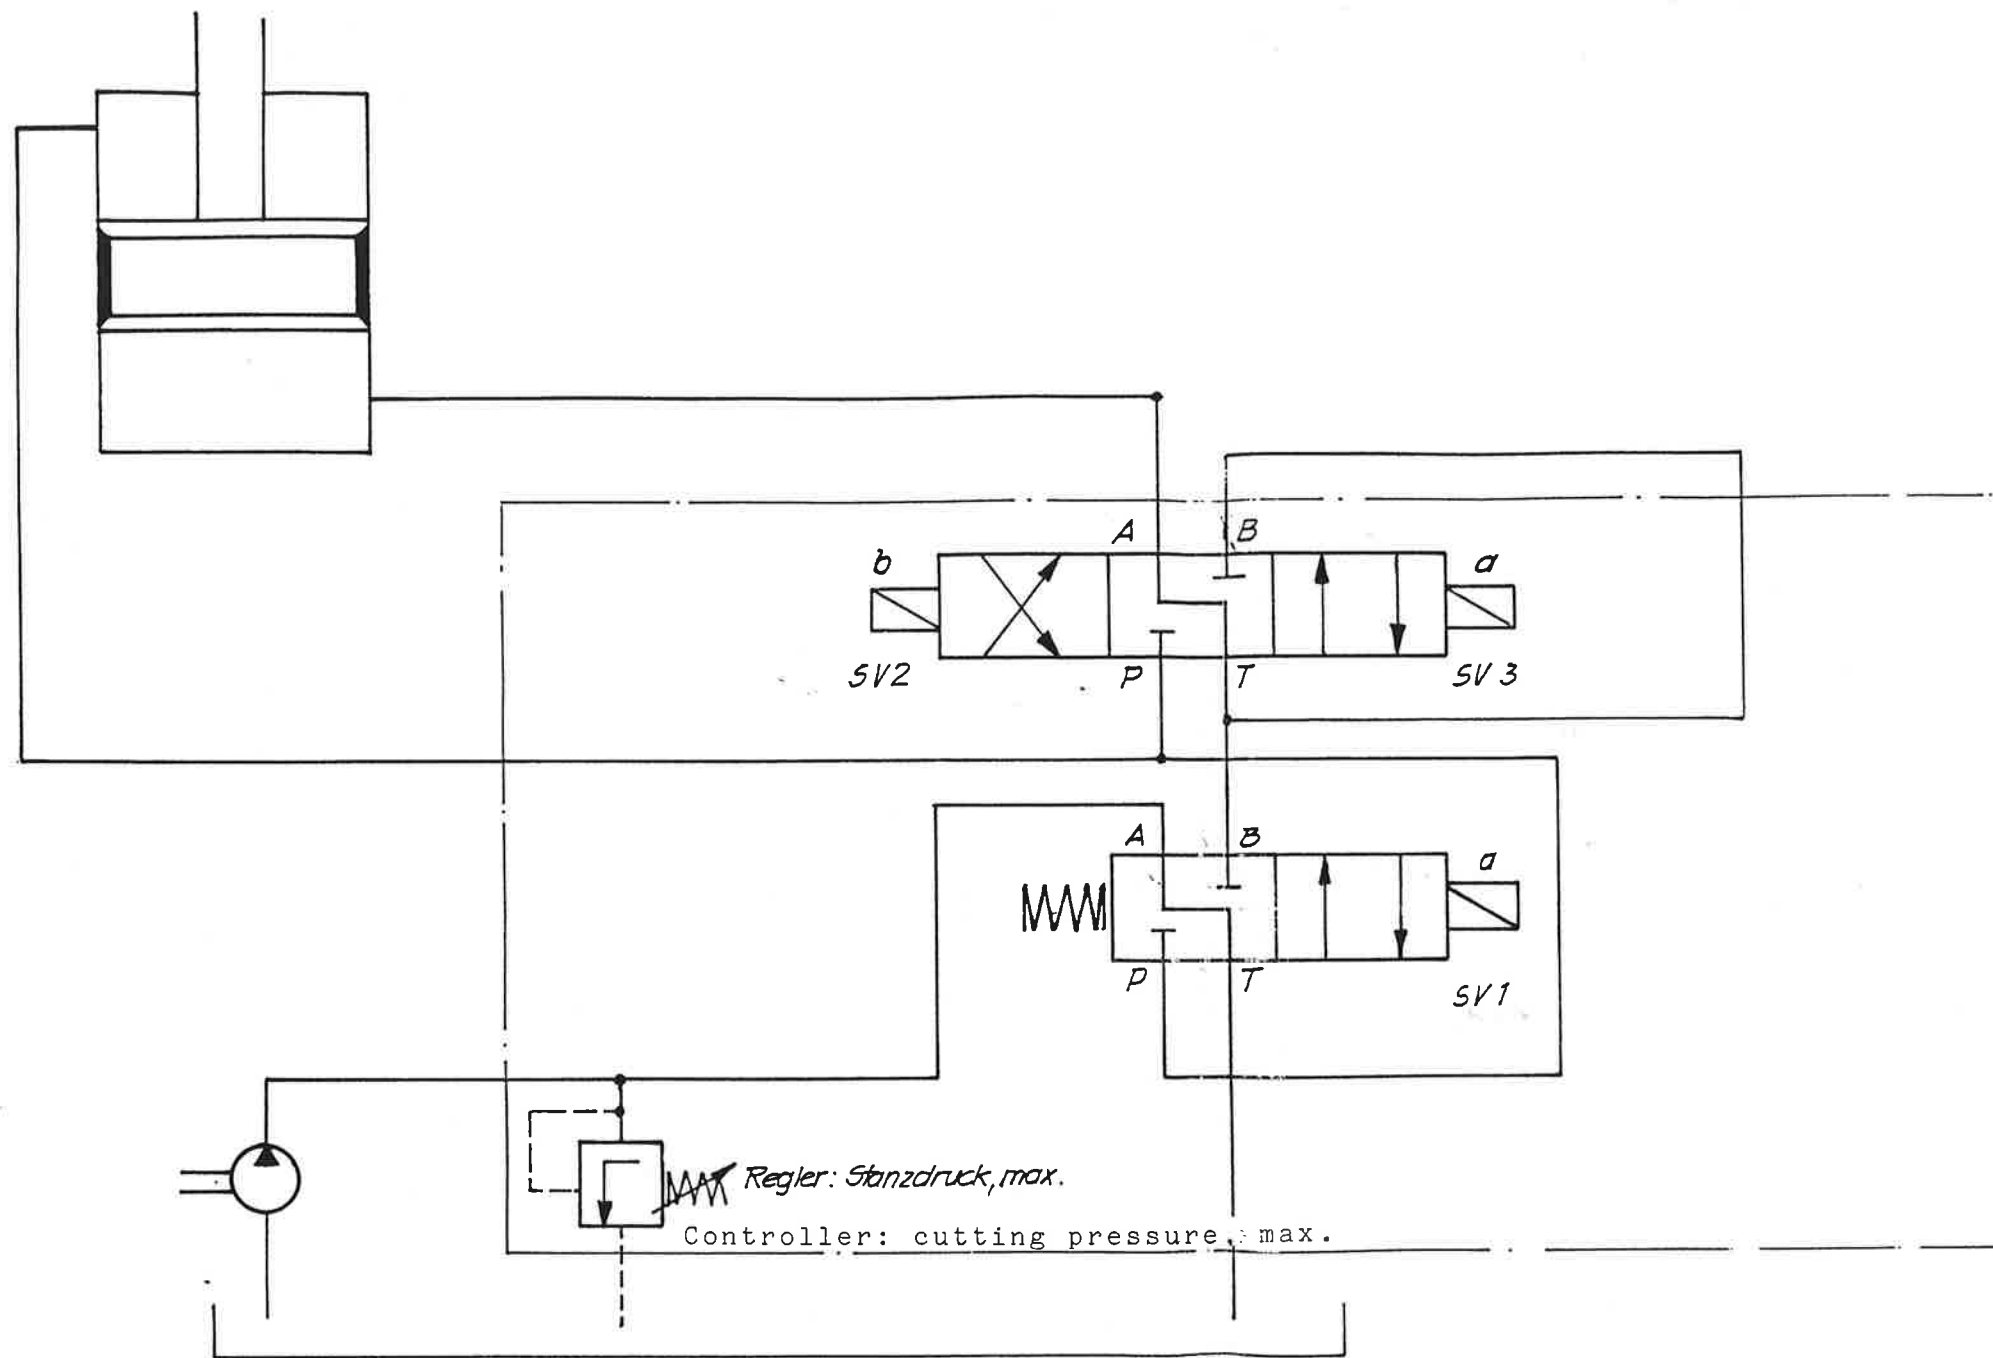 A B
b a
SV2 P T SV3
A B
a
P T
SV1
Regler: Stanzdruck, max.
Controller: cutting pressure, max.